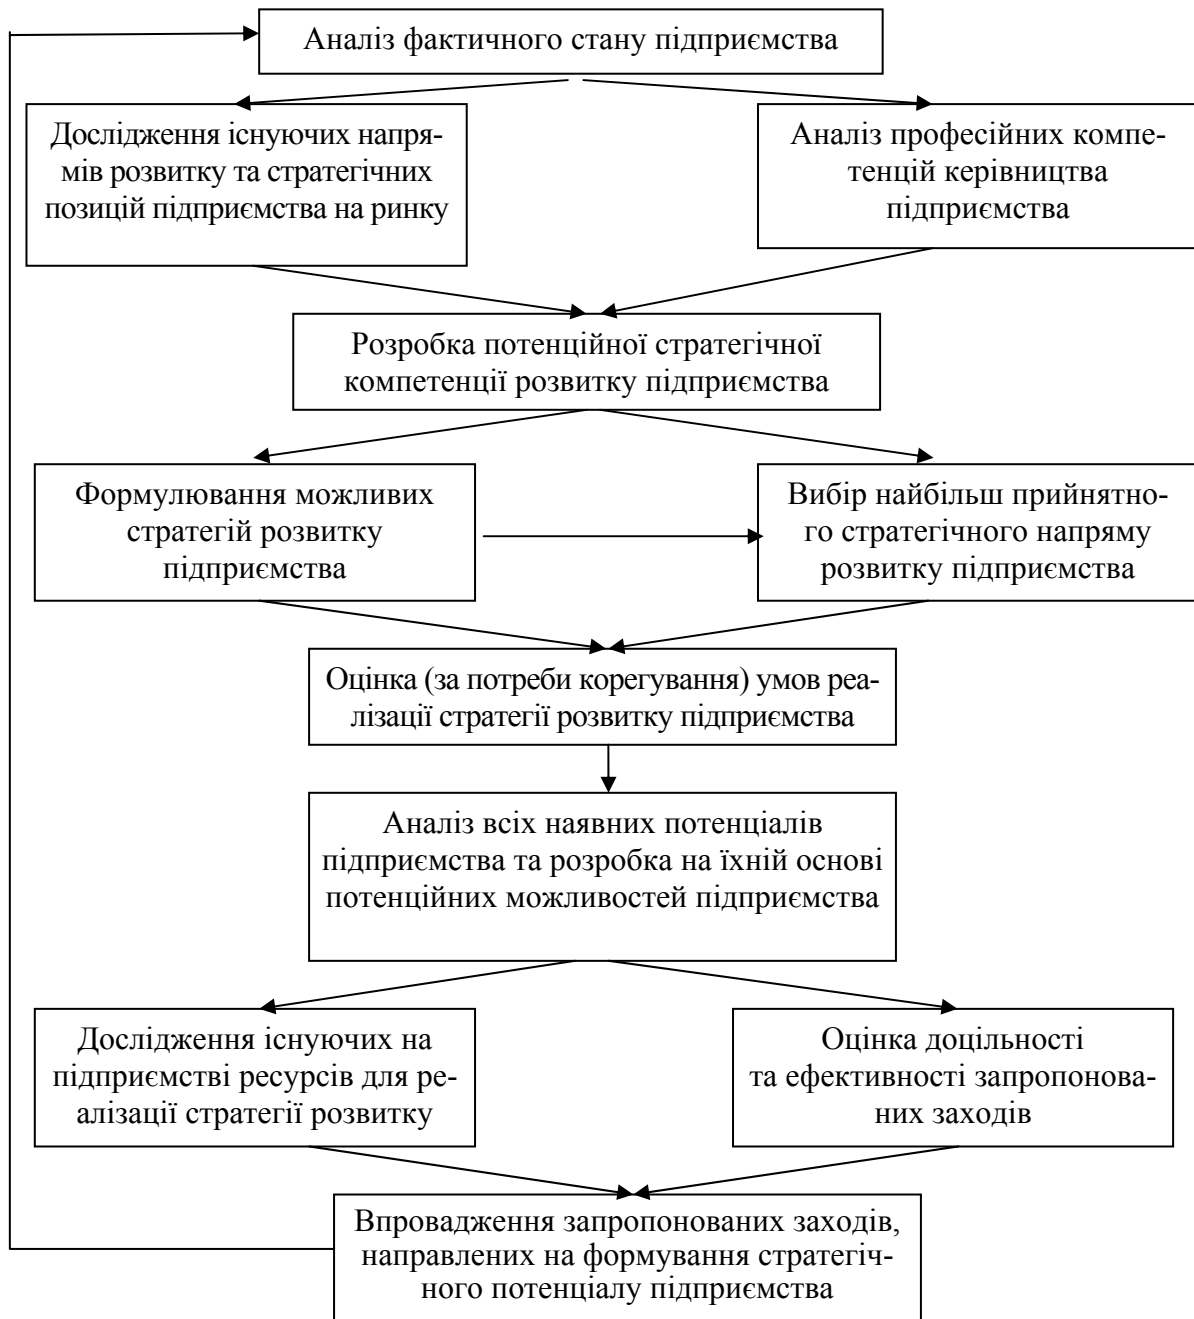 Аналіз фактичного стану підприємства
Дослідження існуючих напря-
мів розвитку та стратегічних
позицій підприємства на ринку
Аналіз професійних компе-
тенцій керівництва
підприємства
Розробка потенційної стратегічної
компетенції розвитку підприємства
Формулювання можливих
стратегій розвитку
підприємства
Вибір найбільш прийнятно-
го стратегічного напряму
розвитку підприємства
Оцінка (за потреби корегування) умов реа-
лізації стратегії розвитку підприємства
Аналіз всіх наявних потенціалів
підприємства та розробка на їхній основі
потенційних можливостей підприємства
Дослідження існуючих на
підприємстві ресурсів для ре-
алізації стратегії розвитку
Оцінка доцільності
та ефективності запропонова-
них заходів
Впровадження запропонованих заходів,
направлених на формування стратегіч-
ного потенціалу підприємства